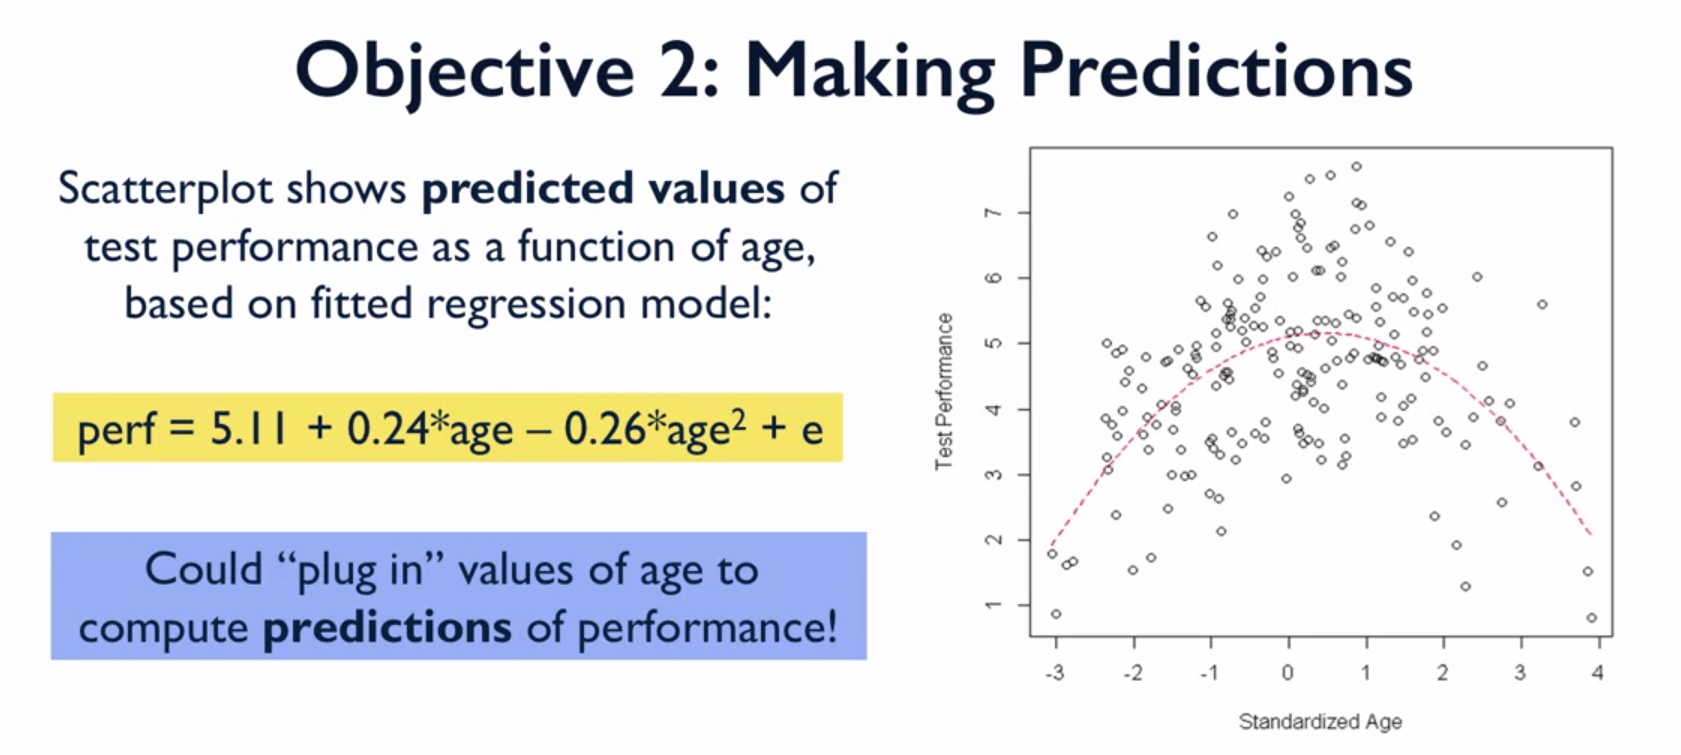 Objective 2: Making Predictions
Scatterplot shows predicted values of
test performance as a function of age,
based on fitted regression model:
perf = 5.11 + 0.24*age – 0.26*age² + e
Could “plug in” values of age to
compute predictions of performance!
Test Performance
7
6
5
4
3
2
1
-3 -2 -1 0 1 2 3 4
Standardized Age